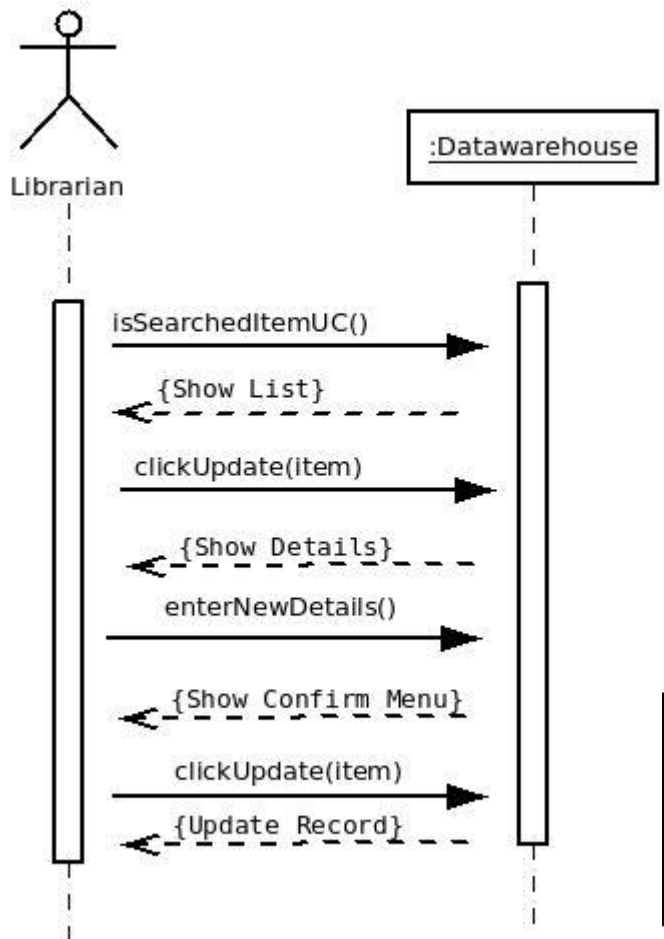 :Datawarehouse
Librarian
isSearchedItemUC()
{Show List}
clickUpdate(item)
{Show Details}
enterNewDetails()
{Show Confirm Menu}
clickUpdate(item)
{Update Record}